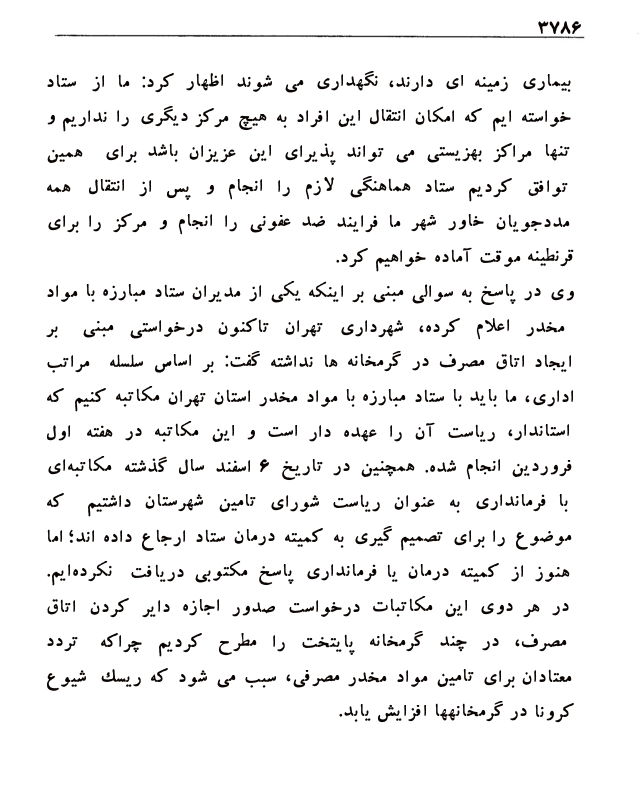 ۳۷۸۶
بیماری زمینه ای دارند، نگهداری می شوند اظهار کرد: ما از ستاد
خواسته ایم که امکان انتقال این افراد به هیچ مرکز دیگری را نداریم و
تنها مراکز بهزیستی می تواند پذیرای این عزیزان باشد برای همین
توافق کردیم ستاد هماهنگی لازم را انجام و پس از انتقال همه
مددجویان خاور شهر ما فرایند ضد عفونی را انجام و مرکز را برای
قرنطینه موقت آماده خواهیم کرد.
وی در پاسخ به سوالی مبنی بر اینکه یکی از مدیران ستاد مبارزه با مواد
مخدر اعلام کرده، شهرداری تهران تاکنون درخواستی مبنی بر
ایجاد اتاق مصرف در گرمخانه ها نداشته گفت: بر اساس سلسله مراتب
اداری، ما باید با ستاد مبارزه با مواد مخدر استان تهران مکاتبه کنیم که
استاندار، ریاست آن را عهده دار است و این مکاتبه در هفته اول
فروردین انجام شده. همچنین در تاریخ ۶ اسفند سال گذشته مکاتبه‌ای
با فرمانداری به عنوان ریاست شورای تامین شهرستان داشتیم که
موضوع را برای تصمیم گیری به کمیته درمان ستاد ارجاع داده اند؛ اما
هنوز از کمیته درمان یا فرمانداری پاسخ مکتوبی دریافت نکرده‌ایم.
در هر دوی این مکاتبات درخواست صدور اجازه دایر کردن اتاق
مصرف، در چند گرمخانه پایتخت را مطرح کردیم چراکه تردد
معتادان برای تامین مواد مخدر مصرفی، سبب می شود که ریسك شیوع
کرونا در گرمخانهها افزایش یابد.